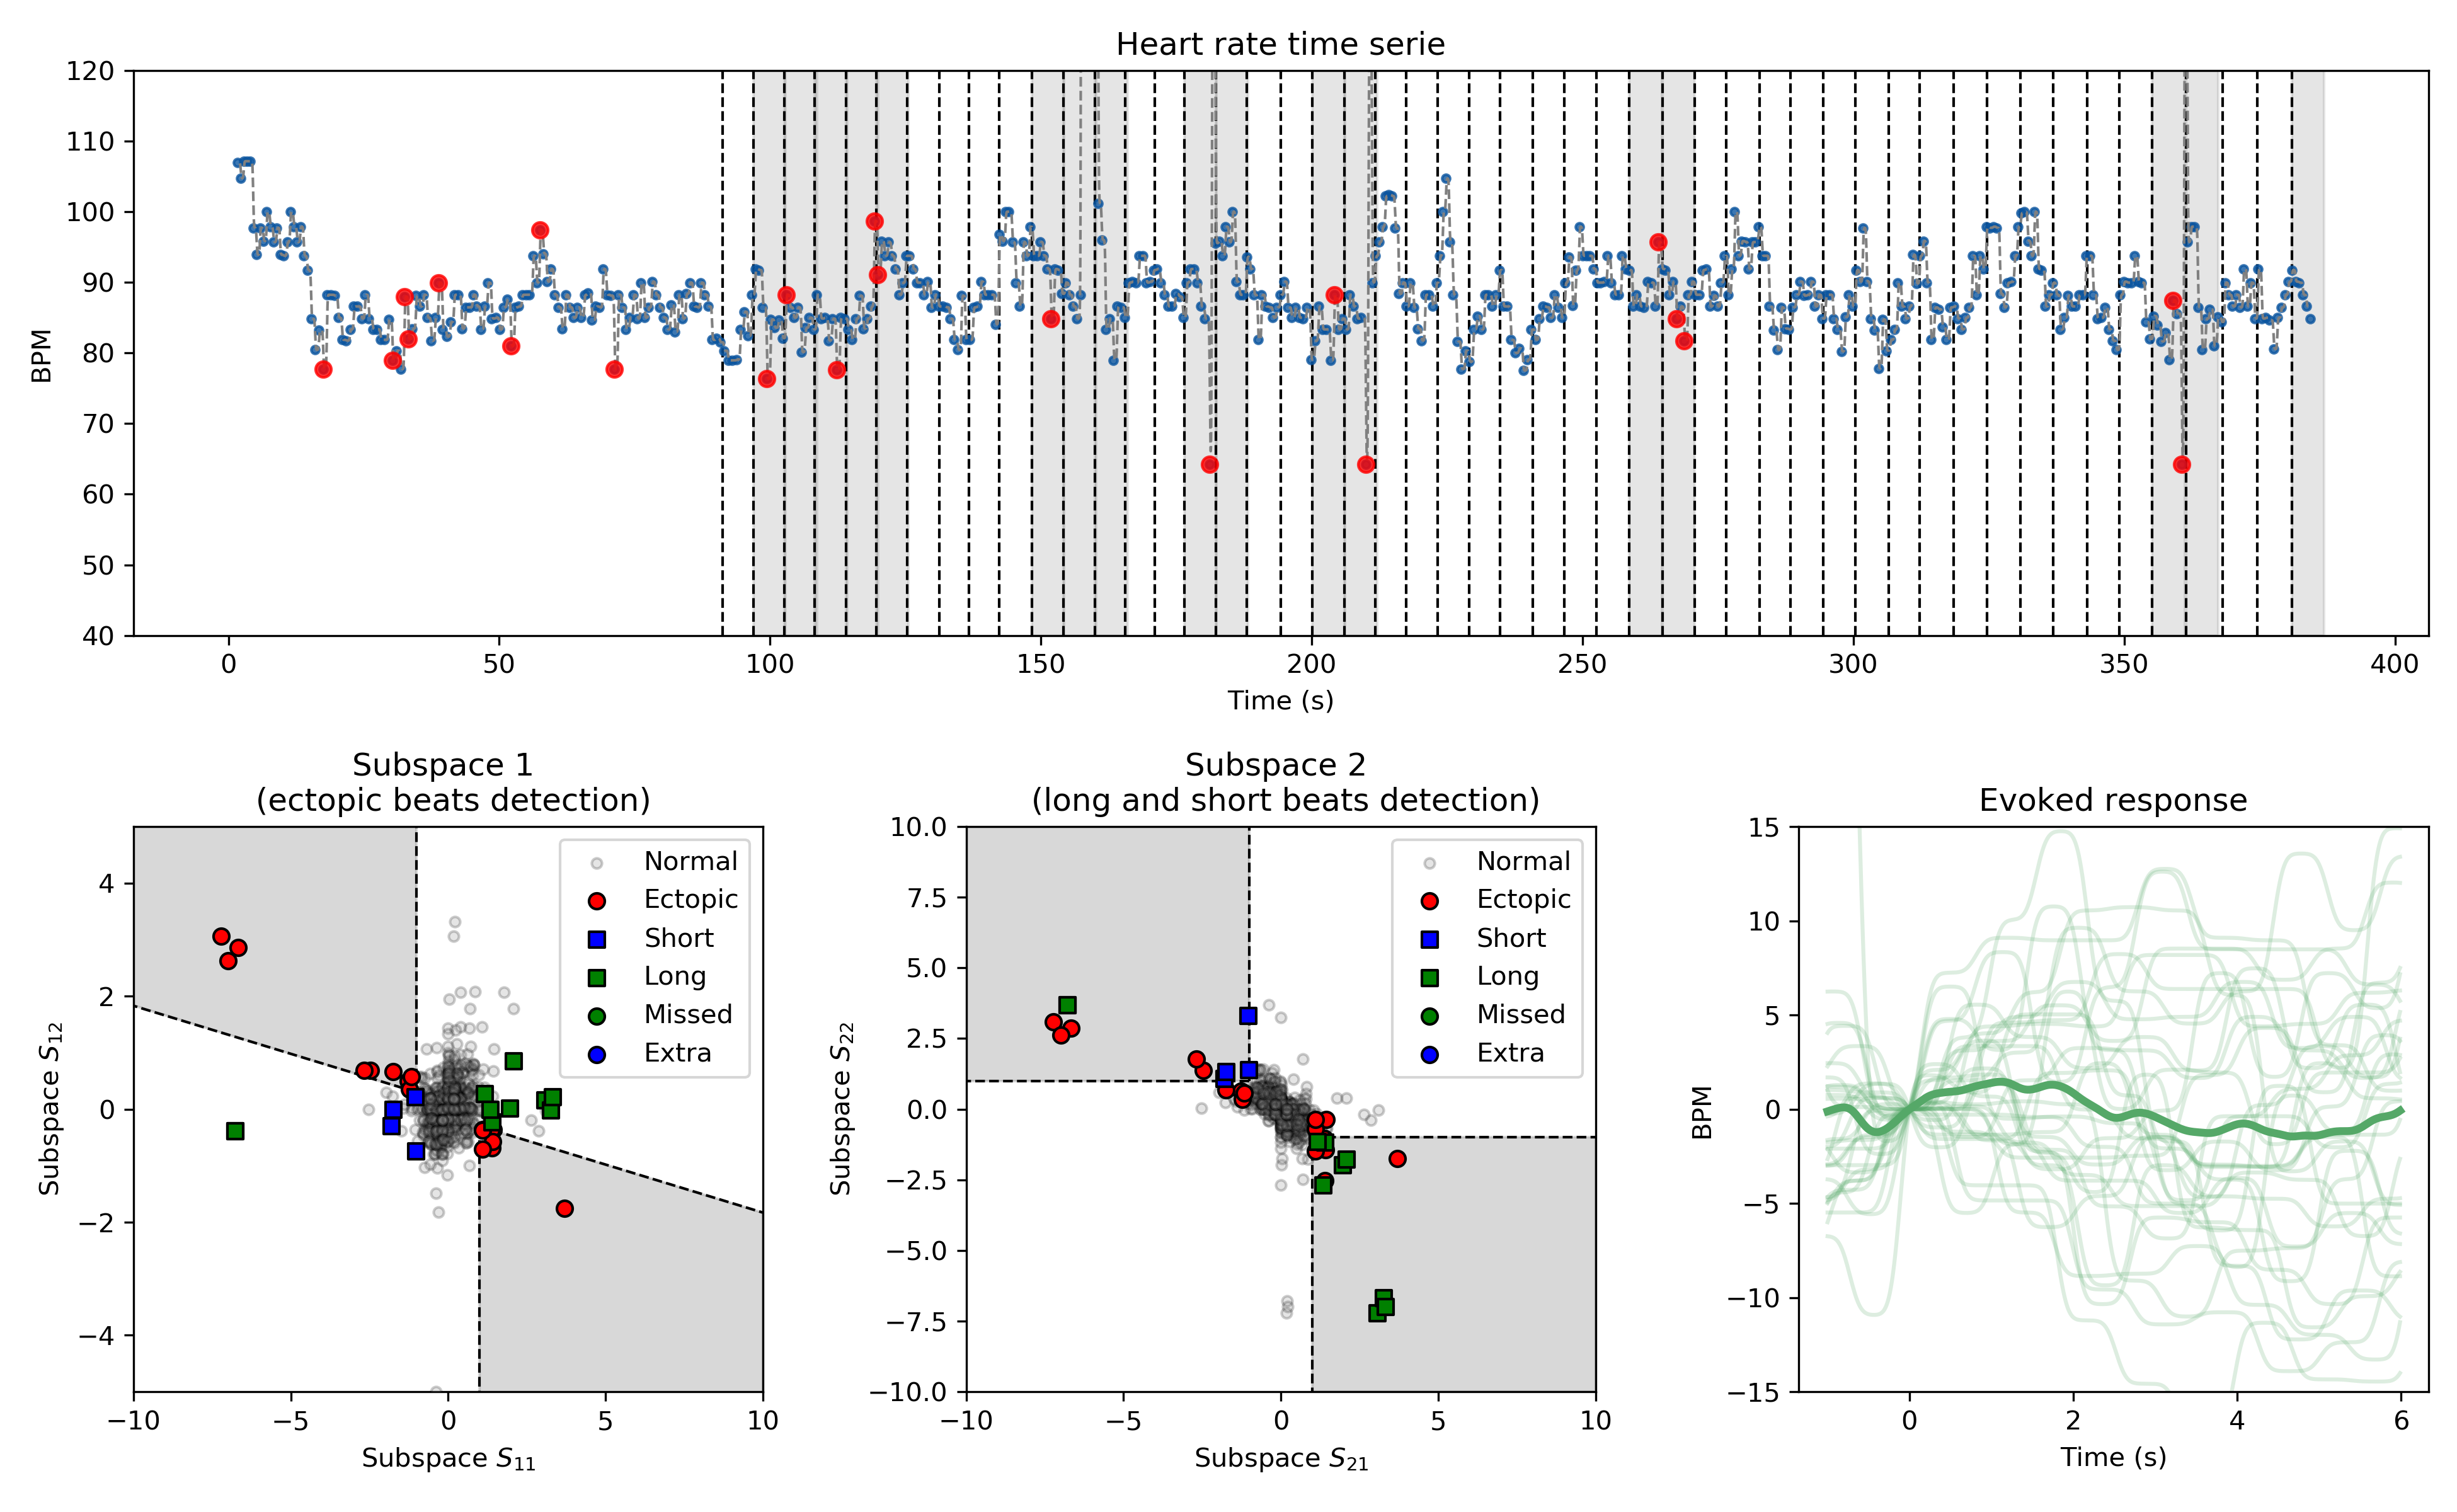 Heart rate time serie
120
110
100
90
80
70
60
50
40
BPM
0 50 100 150 200 250 300 350 400
Time (s)
Subspace 1
(ectopic beats detection)
4
2
0
−2
−4
Subspace S12
−10 −5 0 5 10
Subspace S11
Normal
Ectopic
Short
Long
Missed
Extra
Subspace 2
(long and short beats detection)
10.0
7.5
5.0
2.5
0.0
−2.5
−5.0
−7.5
−10.0
Subspace S22
−10 −5 0 5 10
Subspace S21
Normal
Ectopic
Short
Long
Missed
Extra
Evoked response
15
10
5
0
−5
−10
−15
BPM
0 2 4 6
Time (s)